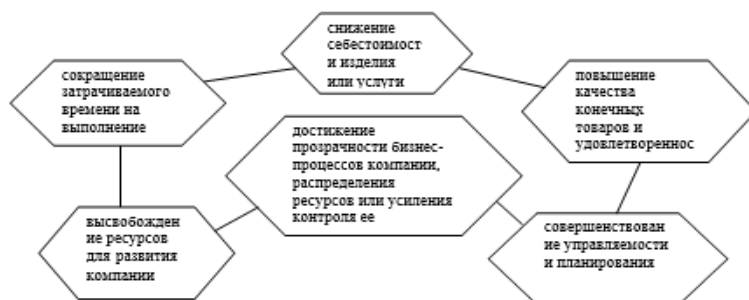 снижение
себестоимост
и изделия
или услуги
сокращение
затрачиваемого
времени на
выполнение
повышение
качества
конечных
товаров и
удовлетвореннос
достижение
прозрачности бизнес-
процессов компании,
распределения
ресурсов или усиления
контроля ее
высвобожден
ие ресурсов
для развития
компании
совершенствован
ие управляемости
и планирования